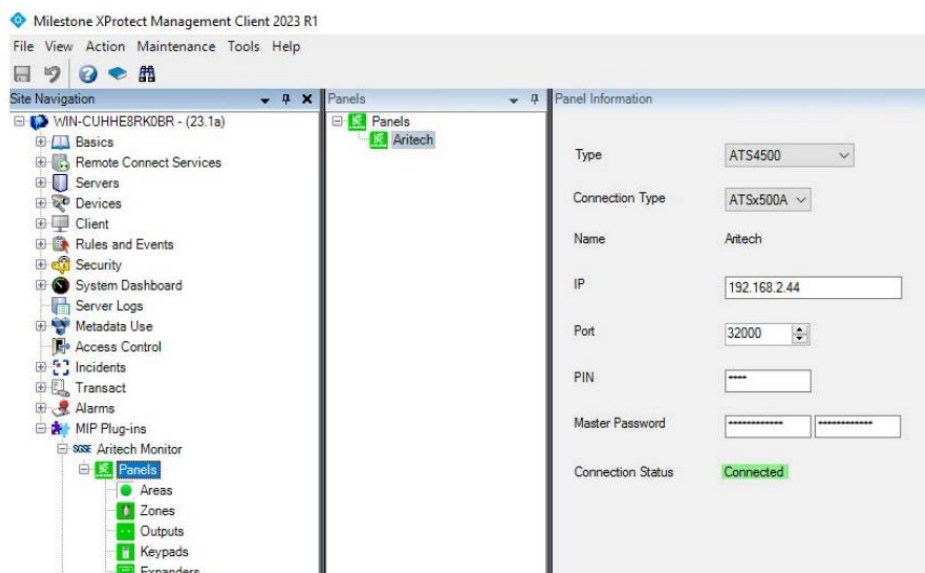 Milestone XProtect Management Client 2023 R1
File View Action Maintenance Tools Help
Site Navigation
WIN-CUHHE8RK0BR - (23.1a)
Basics
Remote Connect Services
Servers
Devices
Client
Rules and Events
Security
System Dashboard
Server Logs
Metadata Use
Access Control
Incidents
Transact
Alarms
MIP Plug-ins
Aritech Monitor
Panels
Areas
Zones
Outputs
Keypads
Expanders
Panels
Panels
Aritech
Panel Information
Type ATS4500
Connection Type ATSx500A
Name Aritech
IP 192.168.2.44
Port 32000
PIN ****
Master Password ************ ************
Connection Status Connected